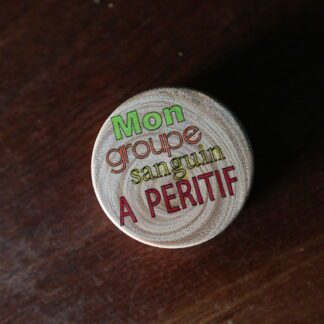 Mon
groupe
sanguin
A PERITIF